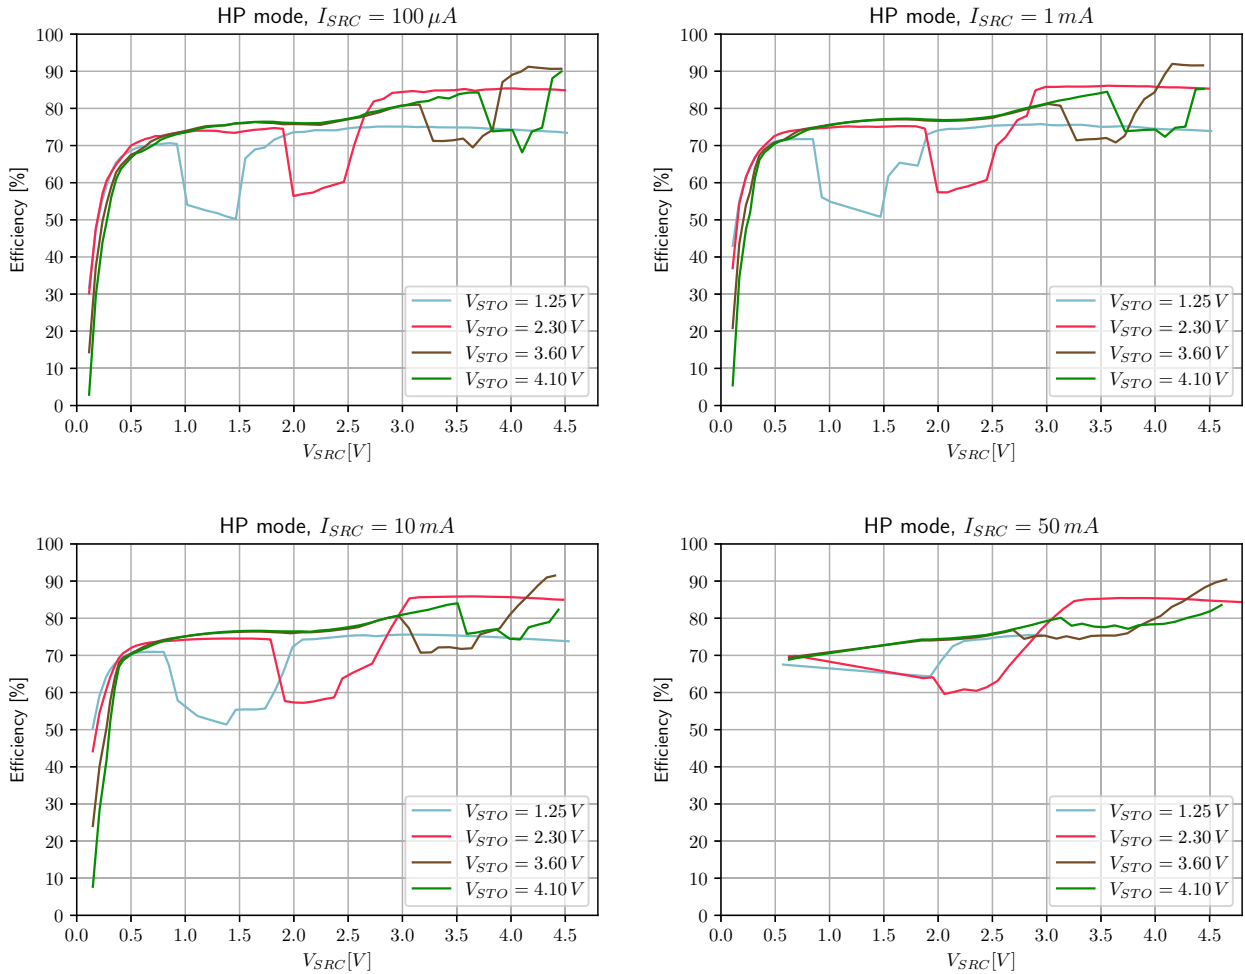 HP mode, I_SRC = 100 μA
100
90
80
70
60
50
40
30
20
10
0
Efficiency [%]
0.0 0.5 1.0 1.5 2.0 2.5 3.0 3.5 4.0 4.5
V_SRC[V]
V_STO = 1.25 V
V_STO = 2.30 V
V_STO = 3.60 V
V_STO = 4.10 V
HP mode, I_SRC = 1 mA
100
90
80
70
60
50
40
30
20
10
0
Efficiency [%]
0.0 0.5 1.0 1.5 2.0 2.5 3.0 3.5 4.0 4.5
V_SRC[V]
V_STO = 1.25 V
V_STO = 2.30 V
V_STO = 3.60 V
V_STO = 4.10 V
HP mode, I_SRC = 10 mA
100
90
80
70
60
50
40
30
20
10
0
Efficiency [%]
0.0 0.5 1.0 1.5 2.0 2.5 3.0 3.5 4.0 4.5
V_SRC[V]
V_STO = 1.25 V
V_STO = 2.30 V
V_STO = 3.60 V
V_STO = 4.10 V
HP mode, I_SRC = 50 mA
100
90
80
70
60
50
40
30
20
10
0
Efficiency [%]
0.0 0.5 1.0 1.5 2.0 2.5 3.0 3.5 4.0 4.5
V_SRC[V]
V_STO = 1.25 V
V_STO = 2.30 V
V_STO = 3.60 V
V_STO = 4.10 V